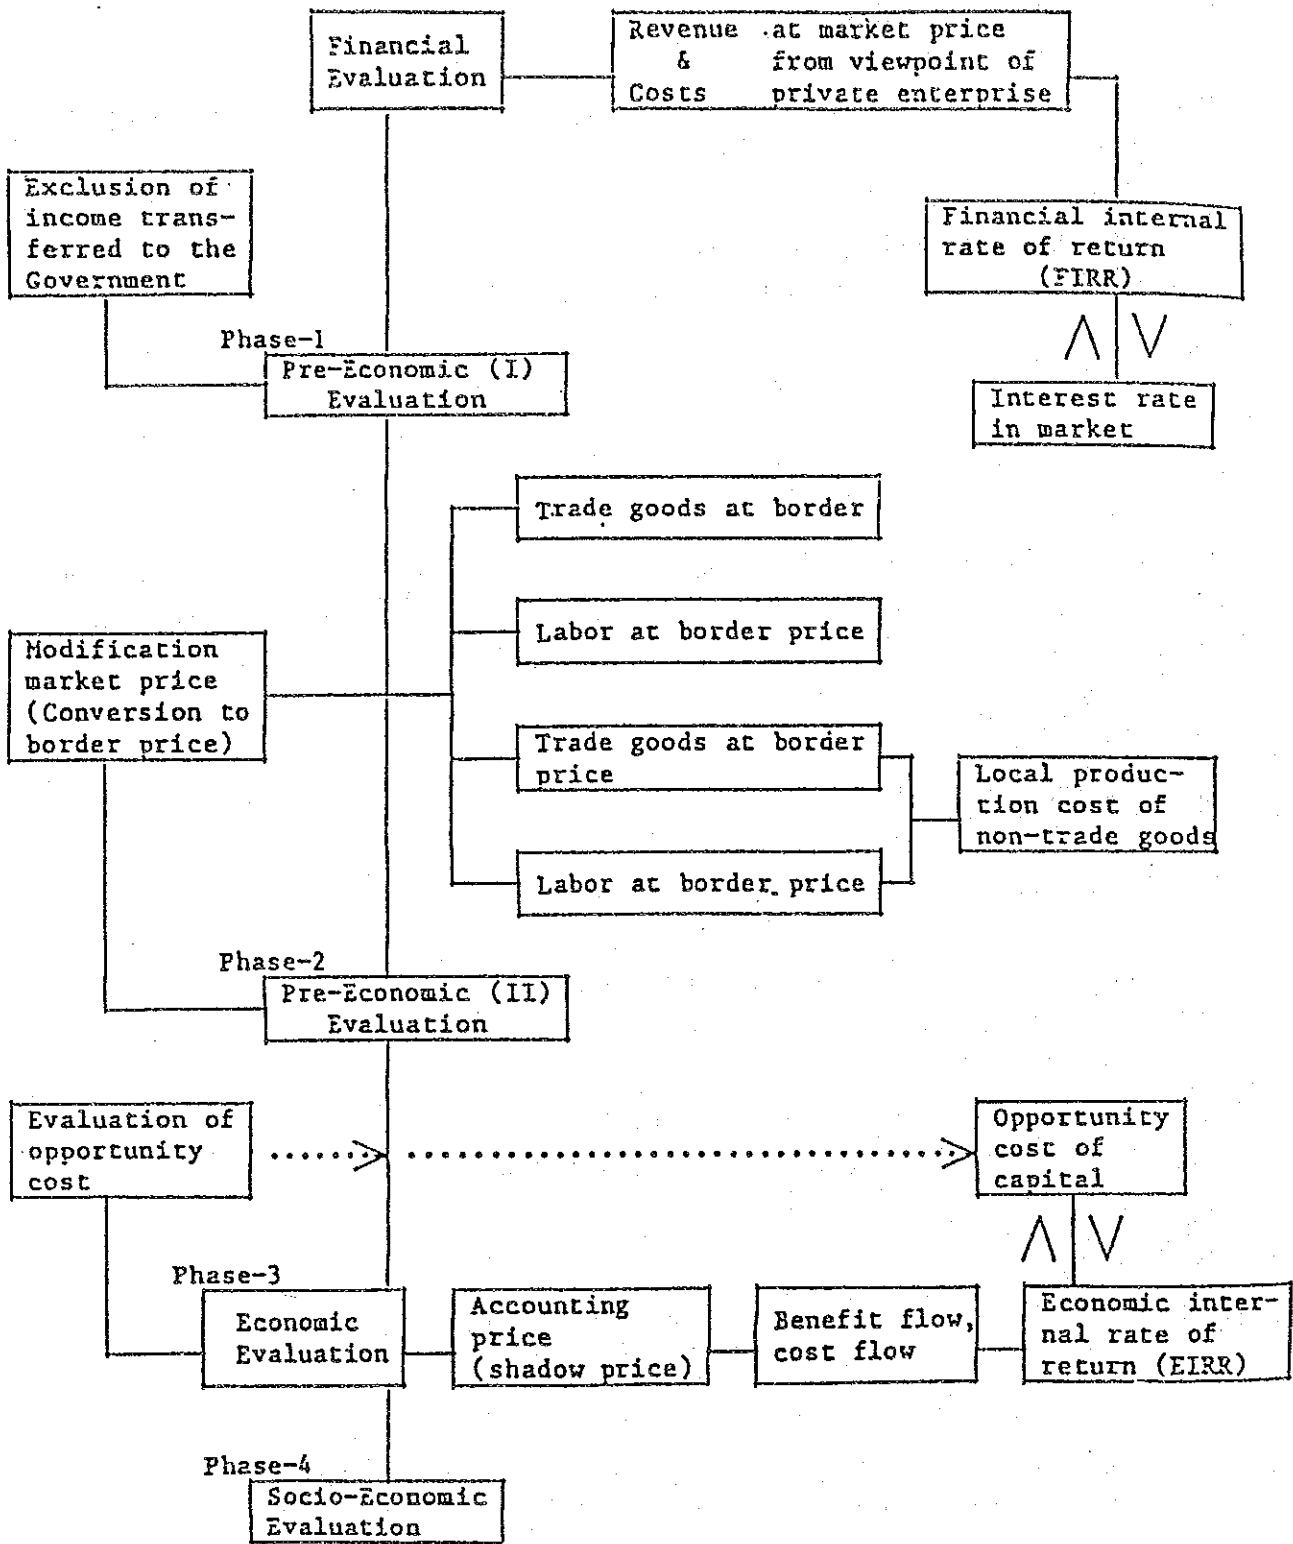 Financial
Evaluation
Revenue at market price
& from viewpoint of
Costs private enterprise
Exclusion of
income trans-
ferred to the
Government
Financial internal
rate of return
(FIRR)
Phase-1
Pre-Economic (I)
Evaluation
Interest rate
in market
Trade goods at border
Labor at border price
Modification
market price
(Conversion to
border price)
Trade goods at border
price
Local produc-
tion cost of
non-trade goods
Labor at border price
Phase-2
Pre-Economic (II)
Evaluation
Evaluation of
opportunity
cost
Opportunity
cost of
capital
Phase-3
Economic
Evaluation
Accounting
price
(shadow price)
Benefit flow,
cost flow
Economic inter-
nal rate of
return (EIRR)
Phase-4
Socio-Economic
Evaluation